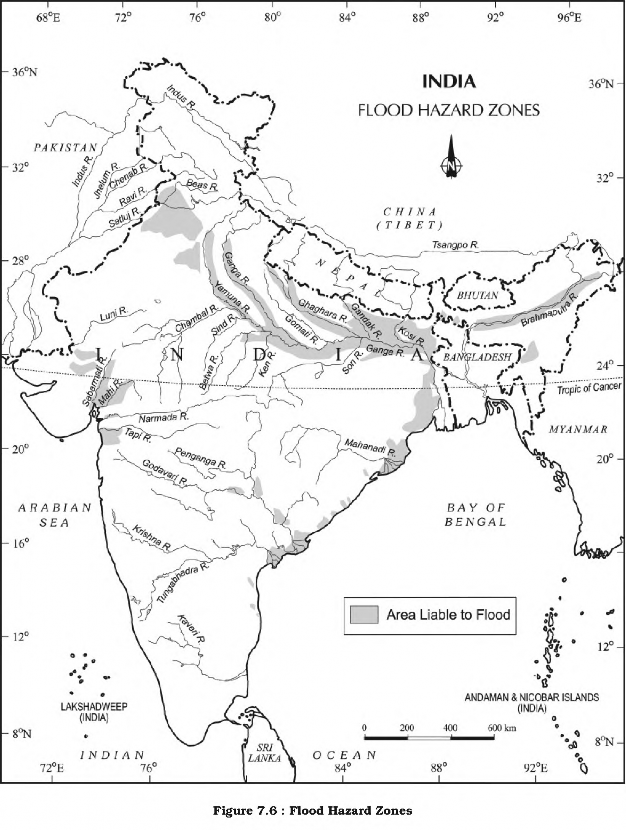 68°E 72° 76° 80° 84° 88° 92° 96°E
36°N
36°N
INDIA
FLOOD HAZARD ZONES
N
Indus R.
PAKISTAN
Indus R.
Jhelum R.
Chenab R.
Ravi R.
Beas R.
Satluj R.
32°
32°
CHINA
(TIBET)
Tsangpo R.
28°
28°
NEPAL
BHUTAN
Ganga R.
Yamuna R.
Ghaghara R.
Gomati R.
Gandak R.
Kosi R.
Brahmaputra R.
Luni R.
Chambal R.
Sind R.
Betwa R.
Ken R.
Son R.
Ganga R.
INDIA
BANGLADESH
24°
24°
Tropic of Cancer
Sabarmati R.
Mahi R.
Narmada R.
Tapi R.
MYANMAR
20°
20°
Penganga R.
Godavari R.
Mahanadi R.
ARABIAN
SEA
BAY OF
BENGAL
Krishna R.
16°
16°
Tungabhadra R.
Kaveri R.
Area Liable to Flood
12°
12°
LAKSHADWEEP
(INDIA)
ANDAMAN & NICOBAR ISLANDS
(INDIA)
0 200 400 600 km
8°N
8°N
INDIAN
OCEAN
SRI
LANKA
72°E 76° 84° 88° 92°E
Figure 7.6 : Flood Hazard Zones